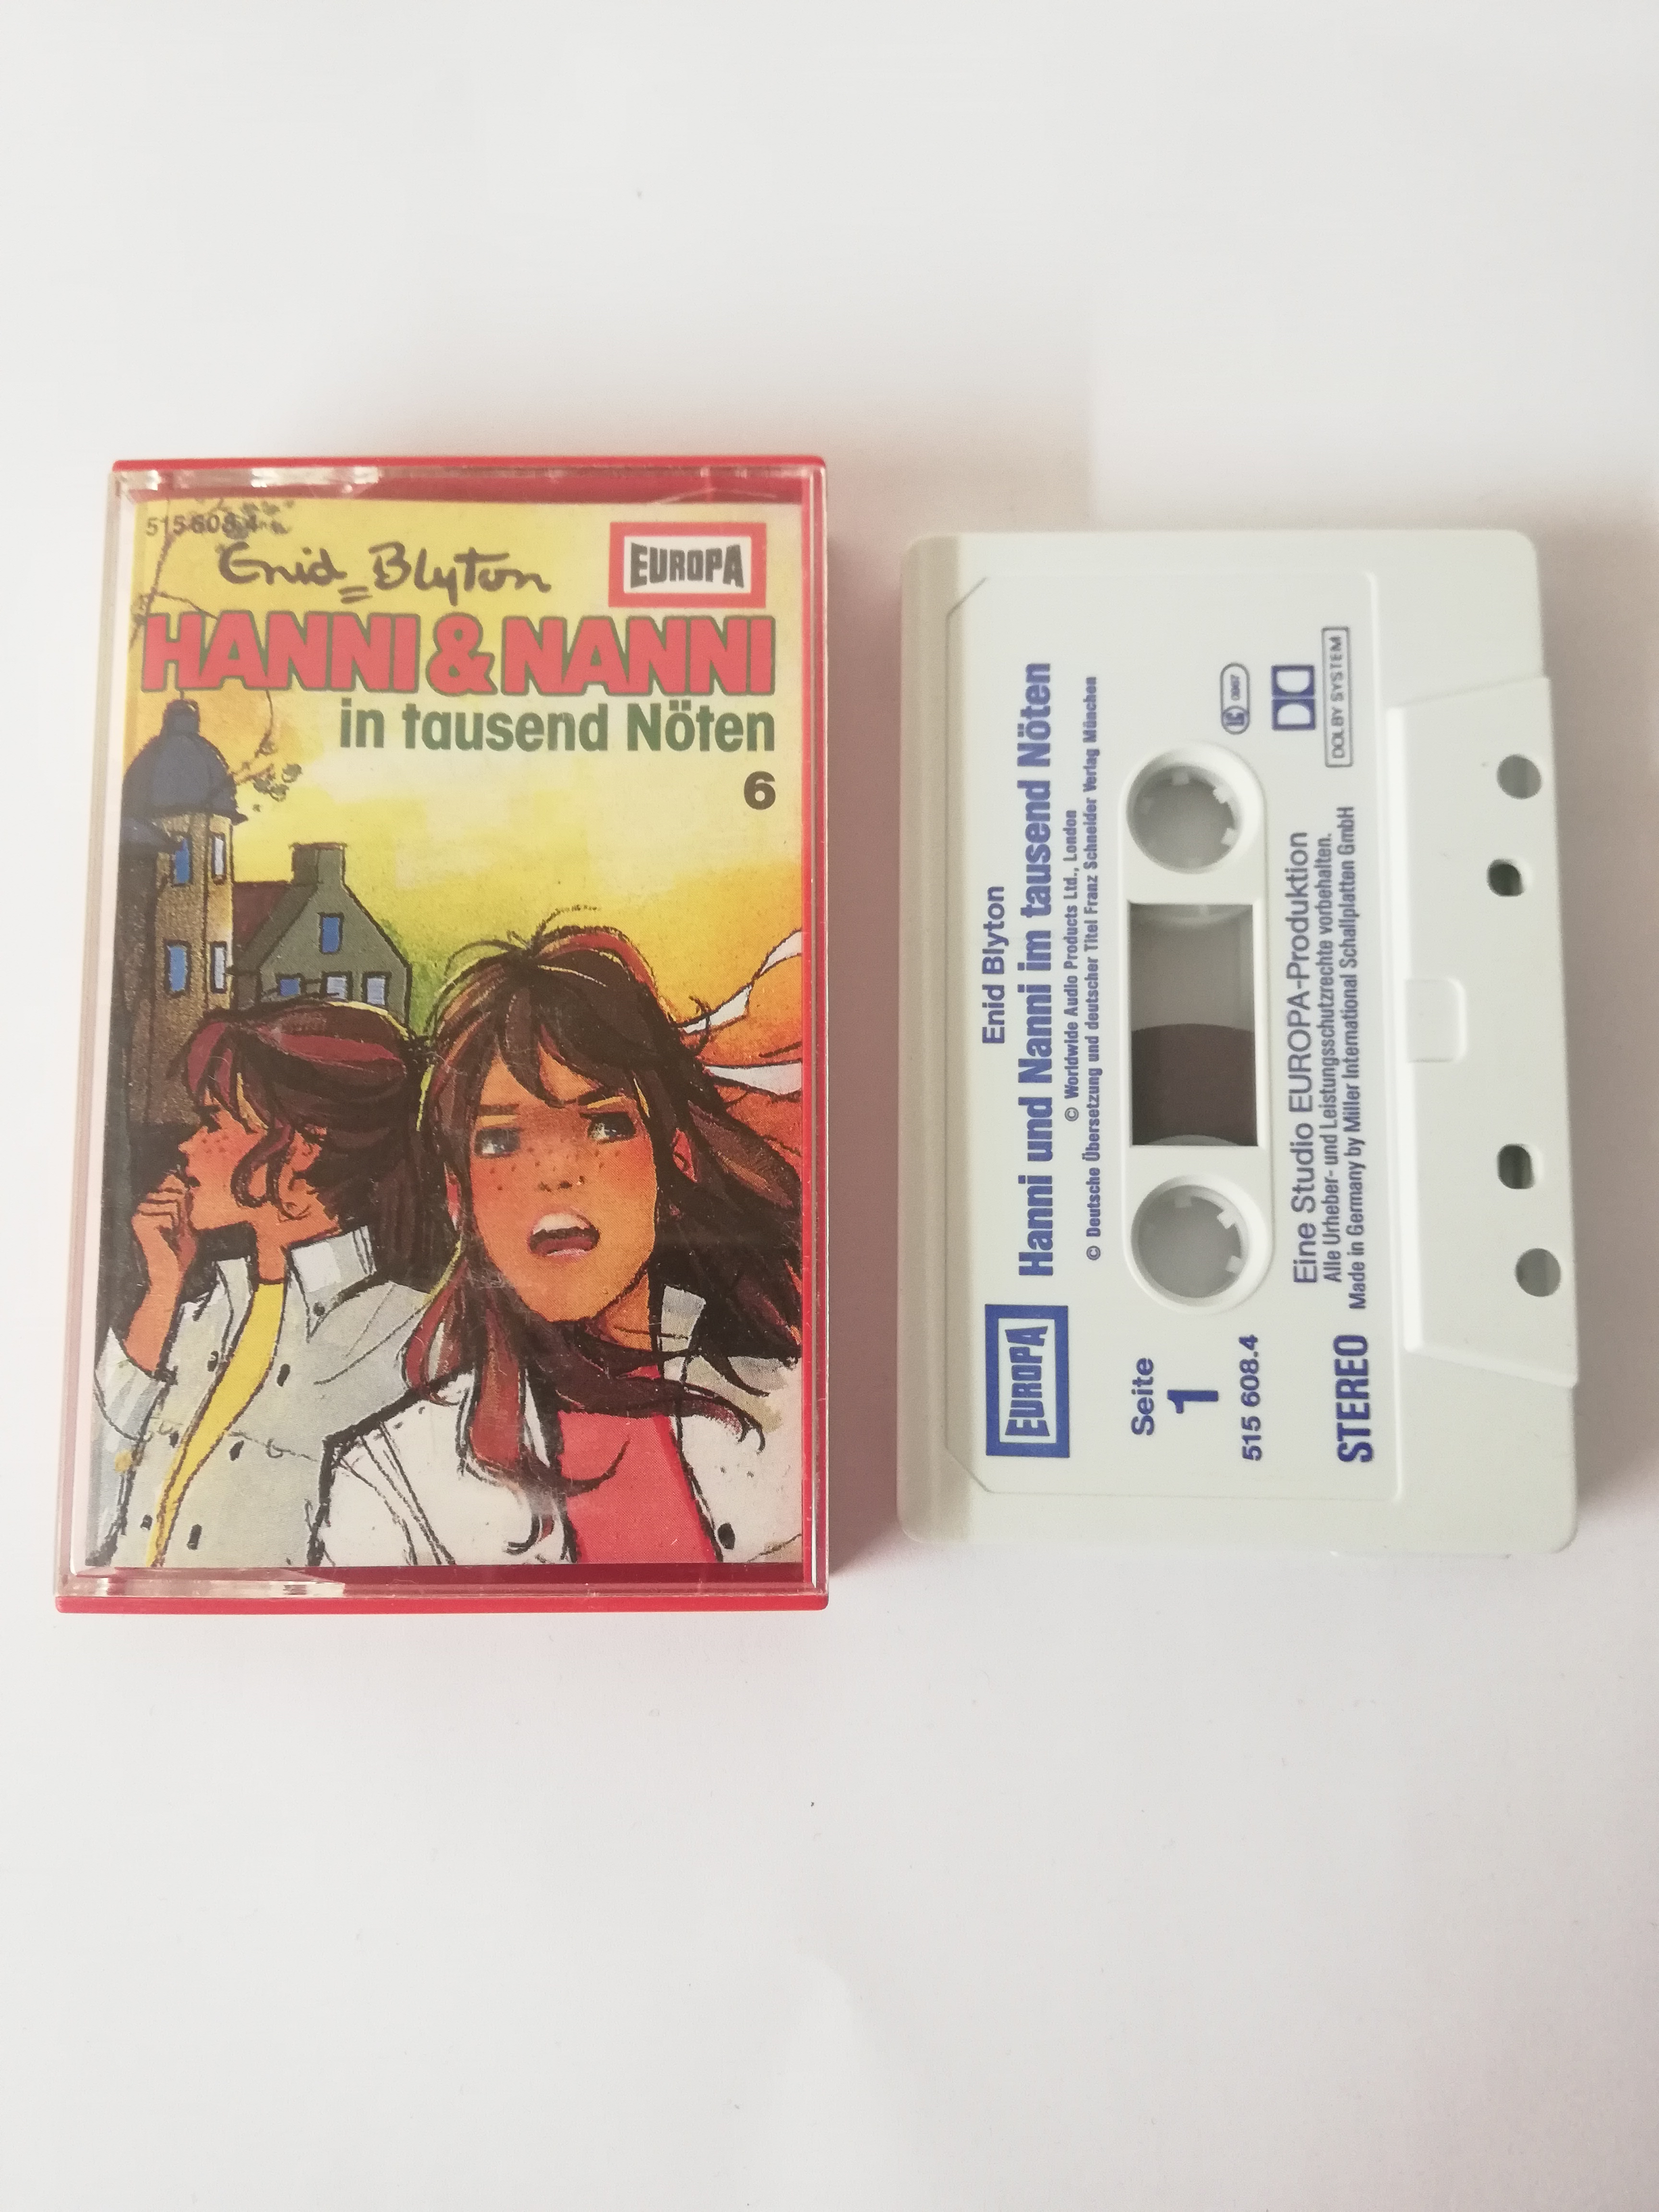 515 608.4
Enid Blyton
EUROPA
HANNI & NANNI
in tausend Nöten
6
Enid Blyton
EUROPA
Hanni und Nanni im tausend Nöten
© Worldwide Audio Products Ltd., London
© Deutsche Übersetzung und deutscher Titel Franz Schneider Verlag München
Seite
1
515 608.4
LC 0967
STEREO
Eine Studio EUROPA-Produktion
Alle Urheber- und Leistungsschutzrechte vorbehalten.
Made in Germany by Miller International Schallplatten GmbH
DOLBY SYSTEM